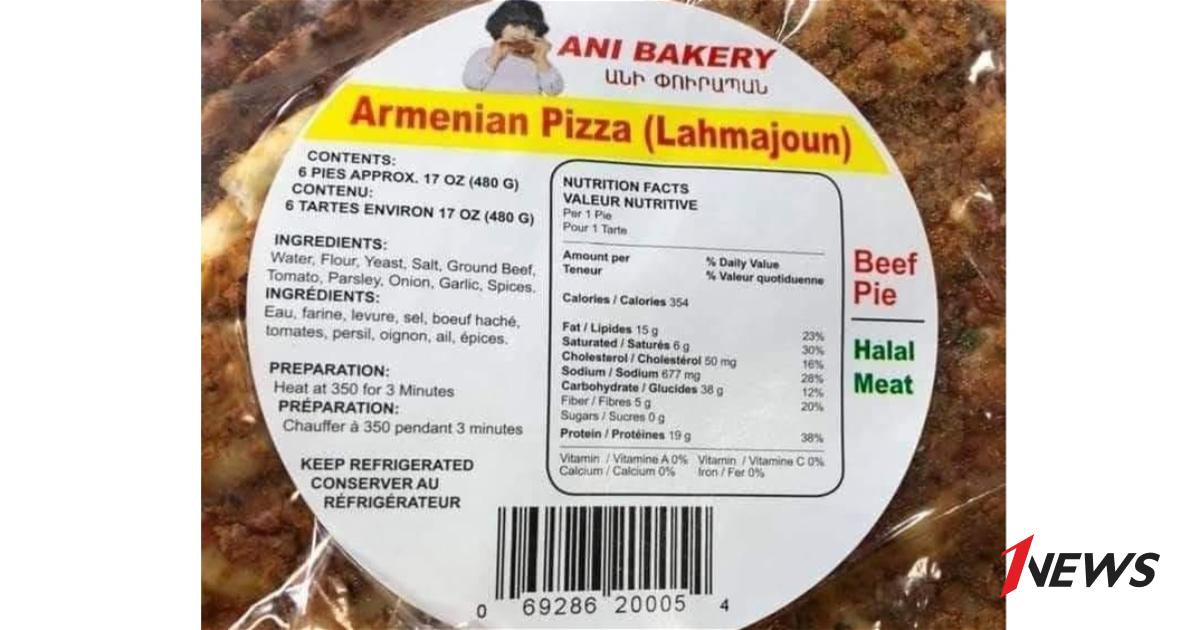 ANI BAKERY
ԱՆԻ ՓՈՒՐԱՊԱՆ
Armenian Pizza (Lahmajoun)
CONTENTS:
6 PIES APPROX. 17 OZ (480 G)
CONTENU:
6 TARTES ENVIRON 17 OZ (480 G)
INGREDIENTS:
Water, Flour, Yeast, Salt, Ground Beef,
Tomato, Parsley, Onion, Garlic, Spices.
INGRÉDIENTS:
Eau, farine, levure, sel, boeuf haché,
tomates, persil, oignon, ail, épices.
PREPARATION:
Heat at 350 for 3 Minutes
PRÉPARATION:
Chauffer à 350 pendant 3 minutes
KEEP REFRIGERATED
CONSERVER AU
RÉFRIGÉRATEUR
NUTRITION FACTS
VALEUR NUTRITIVE
Per 1 Pie
Pour 1 Tarte
Amount per % Daily Value
Teneur % Valeur quotiduenne
Calories / Calories 354
Fat / Lipides 15 g 23%
Saturated / Saturés 6 g 30%
Cholesterol / Cholestérol 50 mg 16%
Sodium / Sodium 677 mg 28%
Carbohydrate / Glucides 38 g 12%
Fiber / Fibres 5 g 20%
Sugars / Sucres 0 g
Protein / Protéines 19 g 38%
Vitamin / Vitamine A 0% Vitamin / Vitamine C 0%
Calcium / Calcium 0% Iron / Fer 0%
Beef
Pie
Halal
Meat
0 69286 20005 4
1NEWS